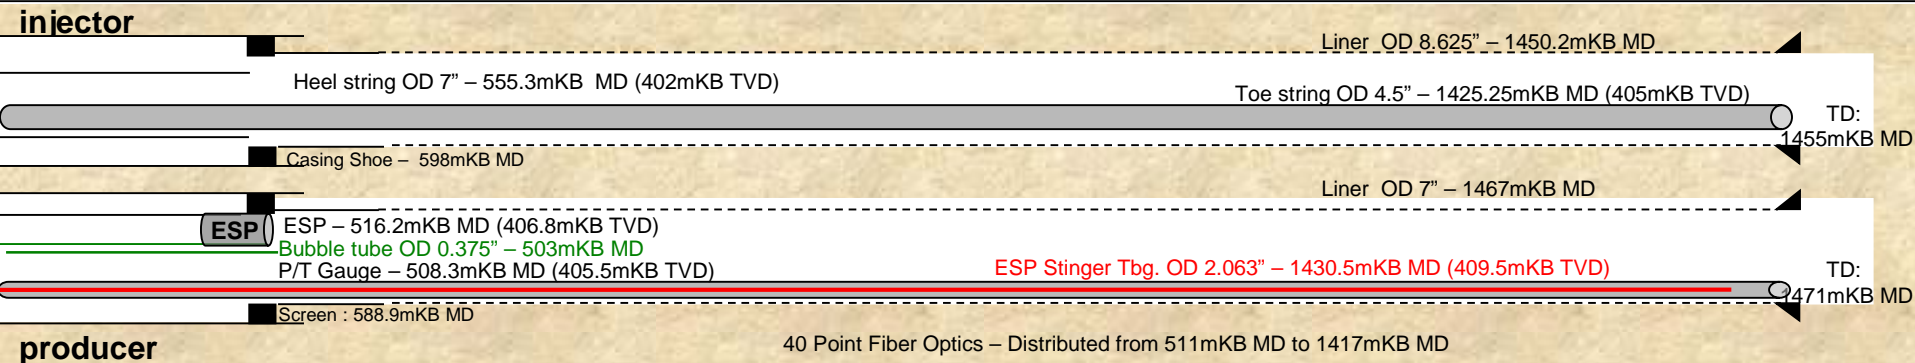 injector
Liner OD 8.625” – 1450.2mKB MD
Heel string OD 7” – 555.3mKB MD (402mKB TVD)
Toe string OD 4.5” – 1425.25mKB MD (405mKB TVD)
TD:
1455mKB MD
Casing Shoe – 598mKB MD
Liner OD 7” – 1467mKB MD
ESP
ESP – 516.2mKB MD (406.8mKB TVD)
Bubble tube OD 0.375” – 503mKB MD
P/T Gauge – 508.3mKB MD (405.5mKB TVD)
ESP Stinger Tbg. OD 2.063” – 1430.5mKB MD (409.5mKB TVD)
TD:
1471mKB MD
Screen : 588.9mKB MD
producer
40 Point Fiber Optics – Distributed from 511mKB MD to 1417mKB MD